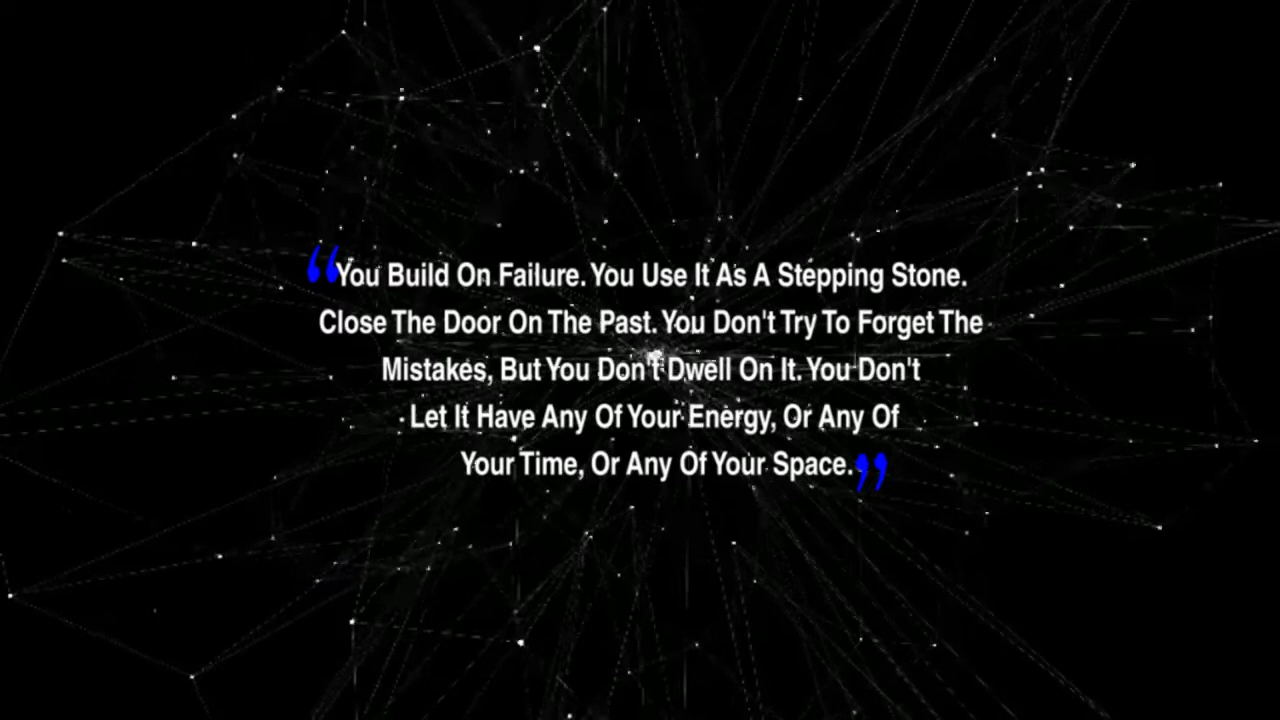 “You Build On Failure. You Use It As A Stepping Stone.
Close The Door On The Past. You Don't Try To Forget The
Mistakes, But You Don't Dwell On It. You Don't
Let It Have Any Of Your Energy, Or Any Of
Your Time, Or Any Of Your Space.”